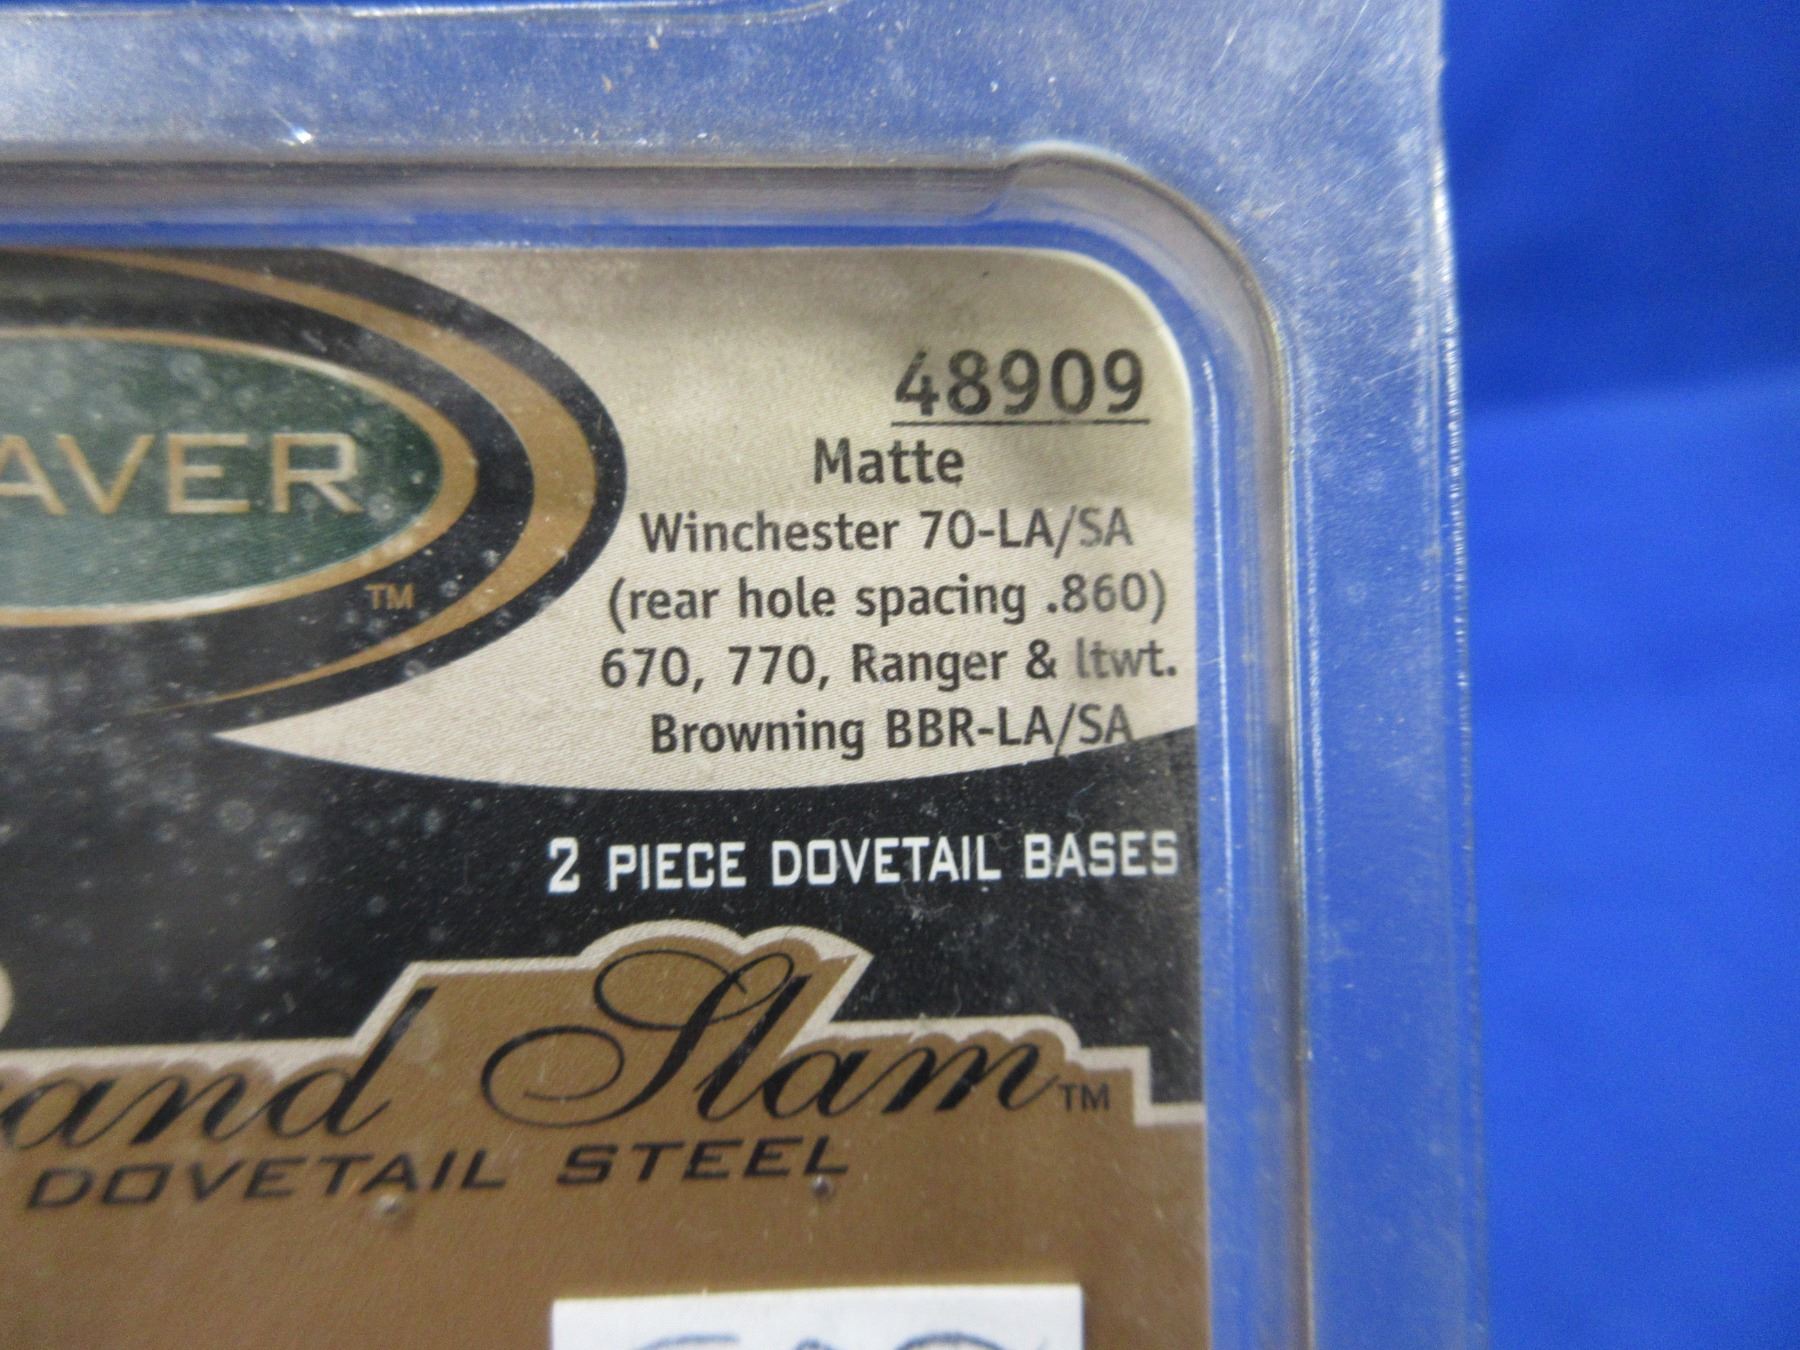 48909
Matte
AVER
Winchester 70-LA/SA
TM
(rear hole spacing .860)
670, 770, Ranger & ltwt.
Browning BBR-LA/SA
2 PIECE DOVETAIL BASES
and Slam TM
DOVETAIL STEEL